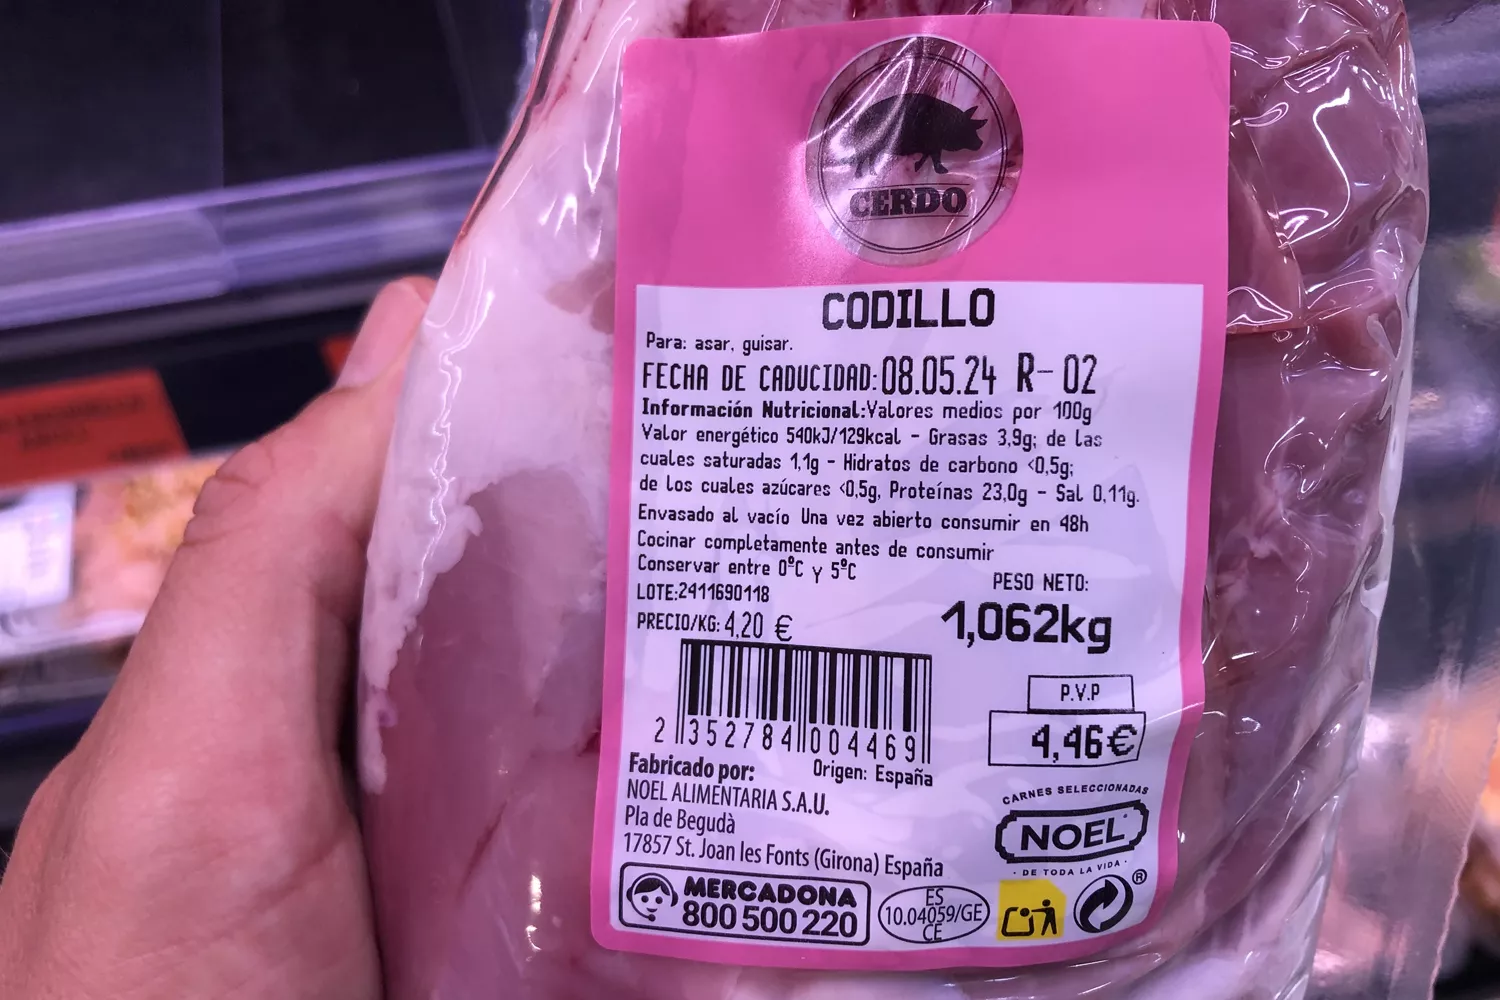 CERDO
CODILLO
Para: asar, guisar.
FECHA DE CADUCIDAD:08.05.24 R-02
Información Nutricional:Valores medios por 100g
Valor energético 540kJ/129kcal - Grasas 3,9g; de las
cuales saturadas 1,1g - Hidratos de carbono <0,5g;
de los cuales azúcares <0,5g, Proteínas 23,0g - Sal 0,11g.
Envasado al vacío Una vez abierto consumir en 48h
Cocinar completamente antes de consumir
Conservar entre 0ºC y 5ºC
LOTE:2411690118
PRECIO/KG: 4,20 €
PESO NETO:
1,062kg
P.V.P
4,46€
2 352784 004469
Origen: España
Fabricado por:
NOEL ALIMENTARIA S.A.U.
Pla de Begudà
17857 St. Joan les Fonts (Girona) España
CARNES SELECCIONADAS
NOEL
· DE TODA LA VIDA ·
MERCADONA
800 500 220
ES
10.04059/GE
CE
®